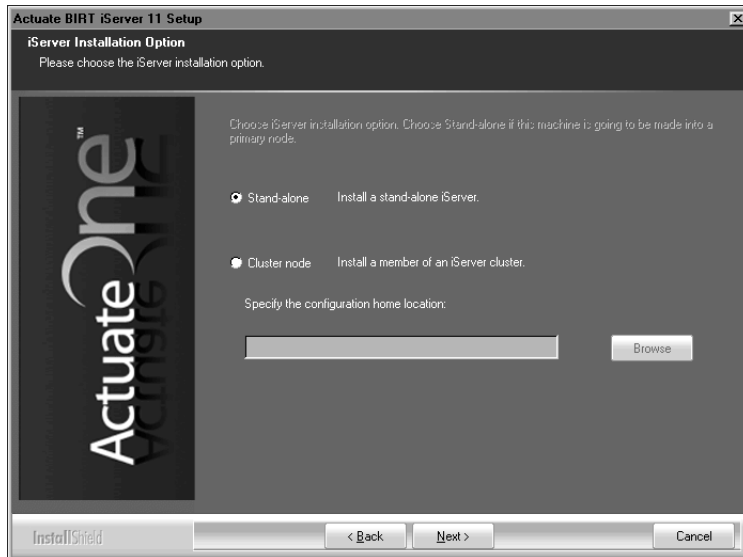 Actuate BIRT iServer 11 Setup
iServer Installation Option
Please choose the iServer installation option.
Choose iServer installation option. Choose Stand-alone if this machine is going to be made into a
primary node.
Stand-alone Install a stand-alone iServer.
Cluster node Install a member of an iServer cluster.
Specify the configuration home location:
Browse
ActuateOne™
InstallShield
< Back Next > Cancel